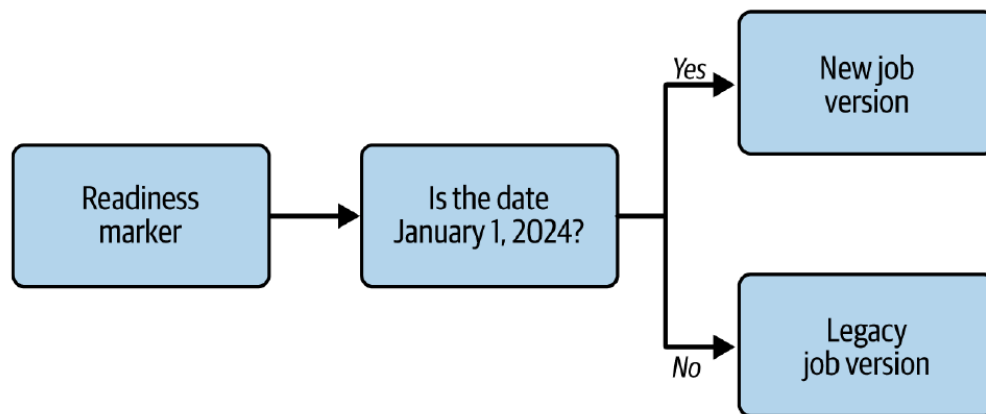 Readiness
marker
Is the date
January 1, 2024?
Yes
New job
version
No
Legacy
job version